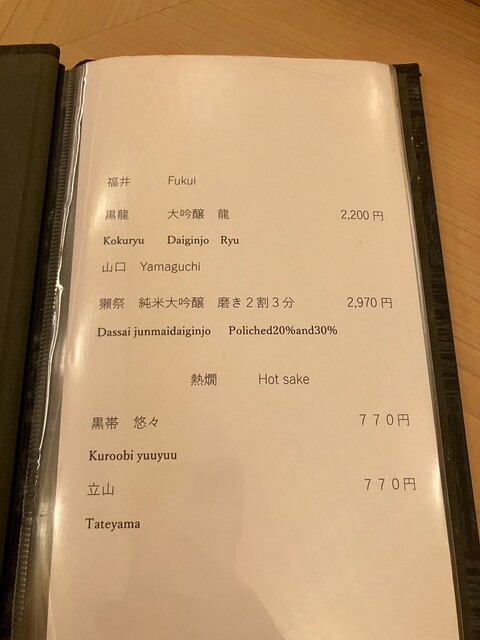 福井 Fukui
黒龍 大吟醸 龍 2,200円
Kokuryu Daiginjo Ryu
山口 Yamaguchi
獺祭 純米大吟醸 磨き２割３分 2,970円
Dassai junmaidaiginjo Poliched20%and30%
熱燗 Hot sake
黒帯 悠々 ７７０円
Kuroobi yuuyuu
立山 ７７０円
Tateyama